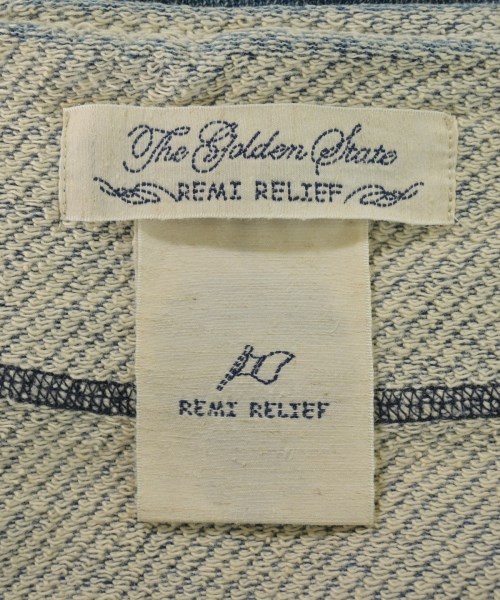 The Golden State
REMI RELIEF
REMI RELIEF